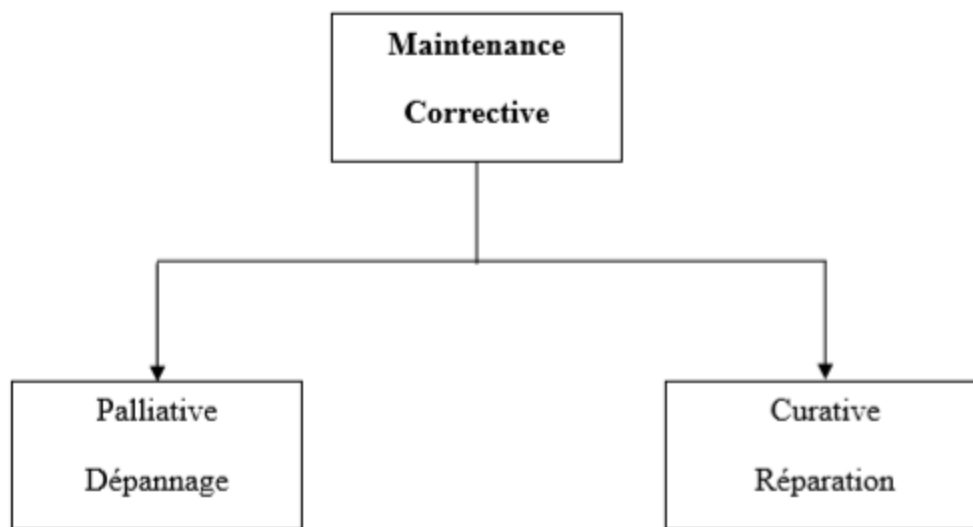 Maintenance
Corrective
Palliative
Dépannage
Curative
Réparation